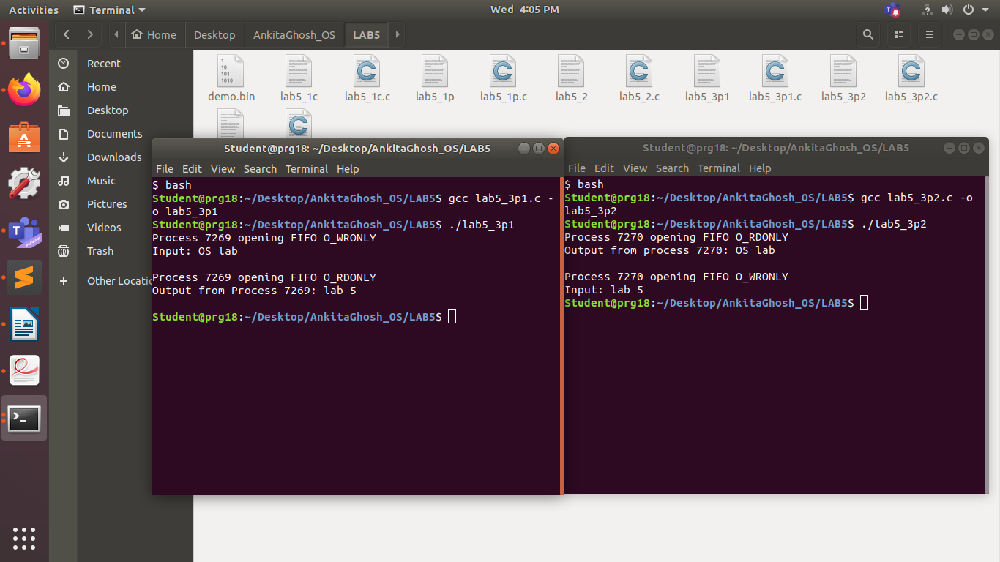 Activities Terminal Wed 4:05 PM
Home Desktop AnkitaGhosh_OS LAB5
Recent
Home
Desktop
Documents
Downloads
Music
Pictures
Videos
Trash
Other Locatio
demo.bin lab5_1c lab5_1c.c lab5_1p lab5_1p.c lab5_2 lab5_2.c lab5_3p1 lab5_3p1.c lab5_3p2 lab5_3p2.c
Student@prg18: ~/Desktop/AnkitaGhosh_OS/LAB5
File Edit View Search Terminal Help
$ bash
Student@prg18:~/Desktop/AnkitaGhosh_OS/LAB5$ gcc lab5_3p1.c -
o lab5_3p1
Student@prg18:~/Desktop/AnkitaGhosh_OS/LAB5$ ./lab5_3p1
Process 7269 opening FIFO O_WRONLY
Input: OS lab
Process 7269 opening FIFO O_RDONLY
Output from Process 7269: lab 5
Student@prg18:~/Desktop/AnkitaGhosh_OS/LAB5$
Student@prg18: ~/Desktop/AnkitaGhosh_OS/LAB5
File Edit View Search Terminal Help
$ bash
Student@prg18:~/Desktop/AnkitaGhosh_OS/LAB5$ gcc lab5_3p2.c -o
lab5_3p2
Student@prg18:~/Desktop/AnkitaGhosh_OS/LAB5$ ./lab5_3p2
Process 7270 opening FIFO O_RDONLY
Output from process 7270: OS lab
Process 7270 opening FIFO O_WRONLY
Input: lab 5
Student@prg18:~/Desktop/AnkitaGhosh_OS/LAB5$